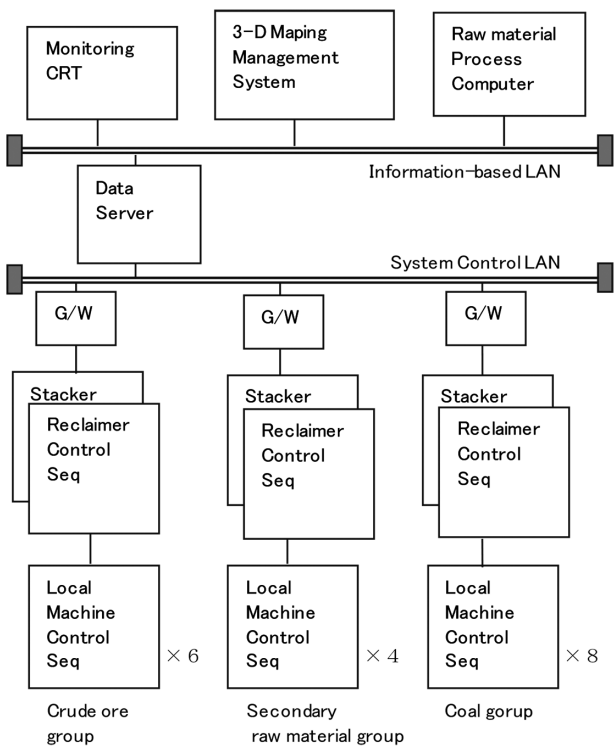 Monitoring
CRT
3-D Maping
Management
System
Raw material
Process
Computer
Information-based LAN
Data
Server
System Control LAN
G/W
G/W
G/W
Stacker
Reclaimer
Control
Seq
Stacker
Reclaimer
Control
Seq
Stacker
Reclaimer
Control
Seq
Local
Machine
Control
Seq
× 6
Local
Machine
Control
Seq
× 4
Local
Machine
Control
Seq
× 8
Crude ore
group
Secondary
raw material group
Coal gorup